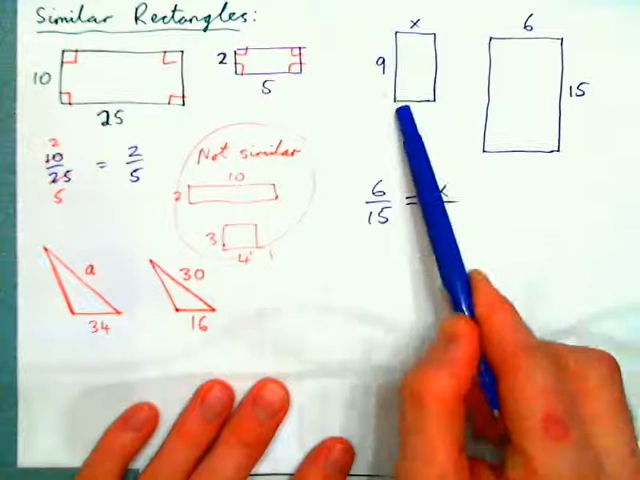 Similar Rectangles:
10
25
2
5
x
9
6
15
2
10/25 = 2/5
5
Not similar
10
2
3
4
6/15 = x
a
34
30
16